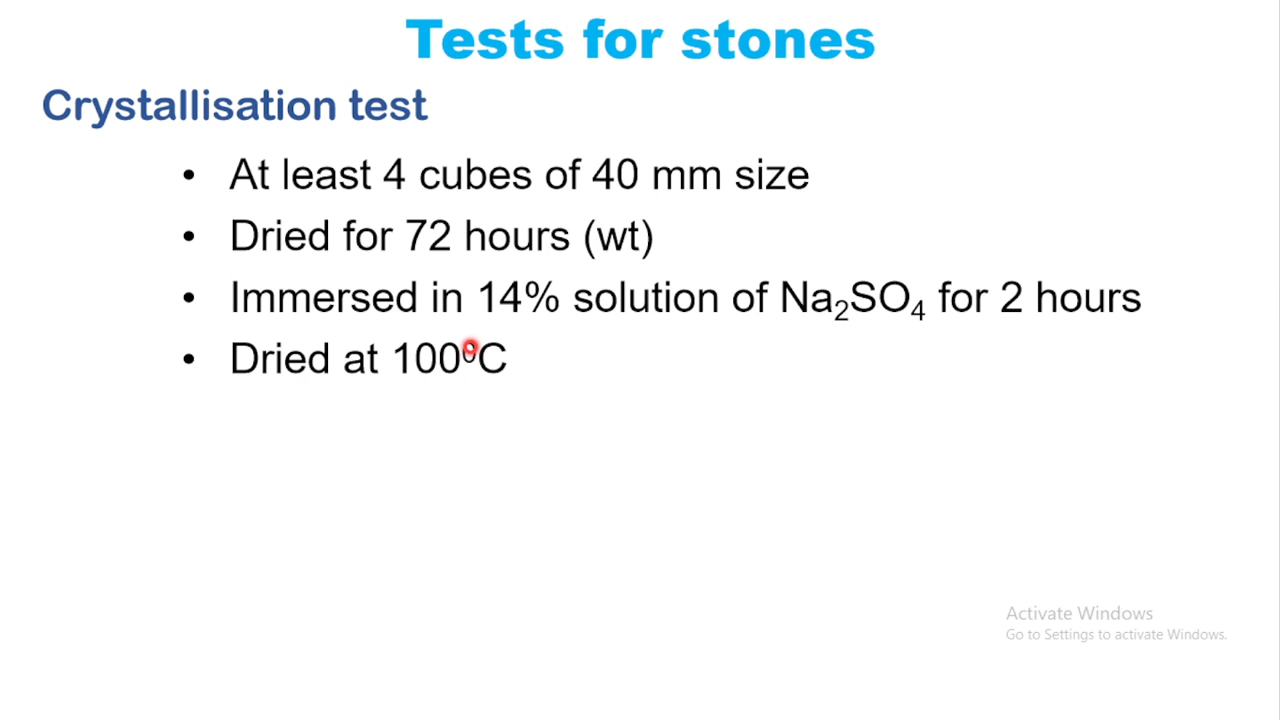 Tests for stones
Crystallisation test
• At least 4 cubes of 40 mm size
• Dried for 72 hours (wt)
• Immersed in 14% solution of Na₂SO₄ for 2 hours
• Dried at 100⁰C
Activate Windows
Go to Settings to activate Windows.